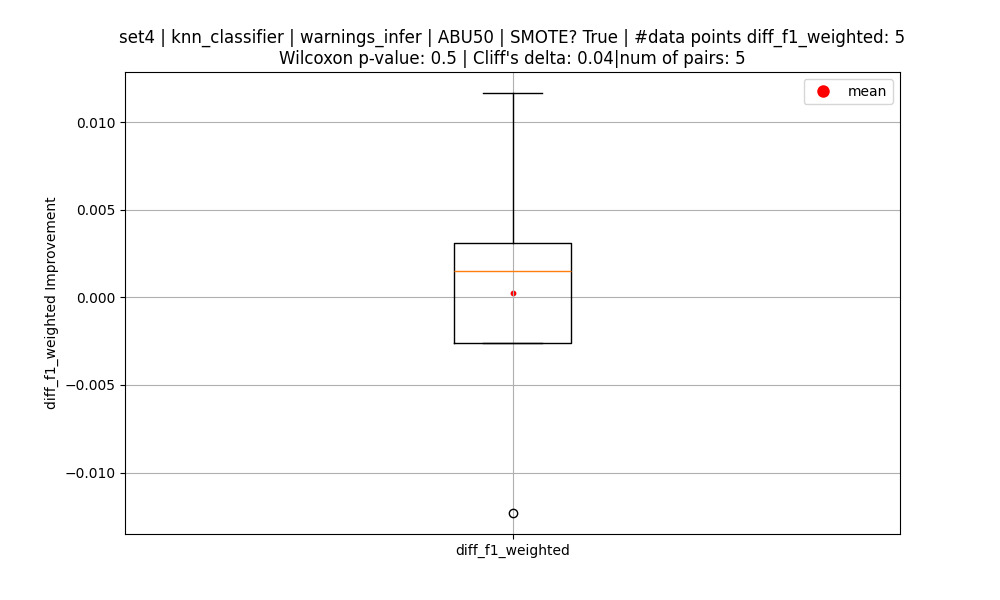 set4 | knn_classifier | warnings_infer | ABU50 | SMOTE? True | #data points diff_f1_weighted: 5
Wilcoxon p-value: 0.5 | Cliff's delta: 0.04|num of pairs: 5
mean
0.010
0.005
0.000
−0.005
−0.010
diff_f1_weighted Improvement
diff_f1_weighted